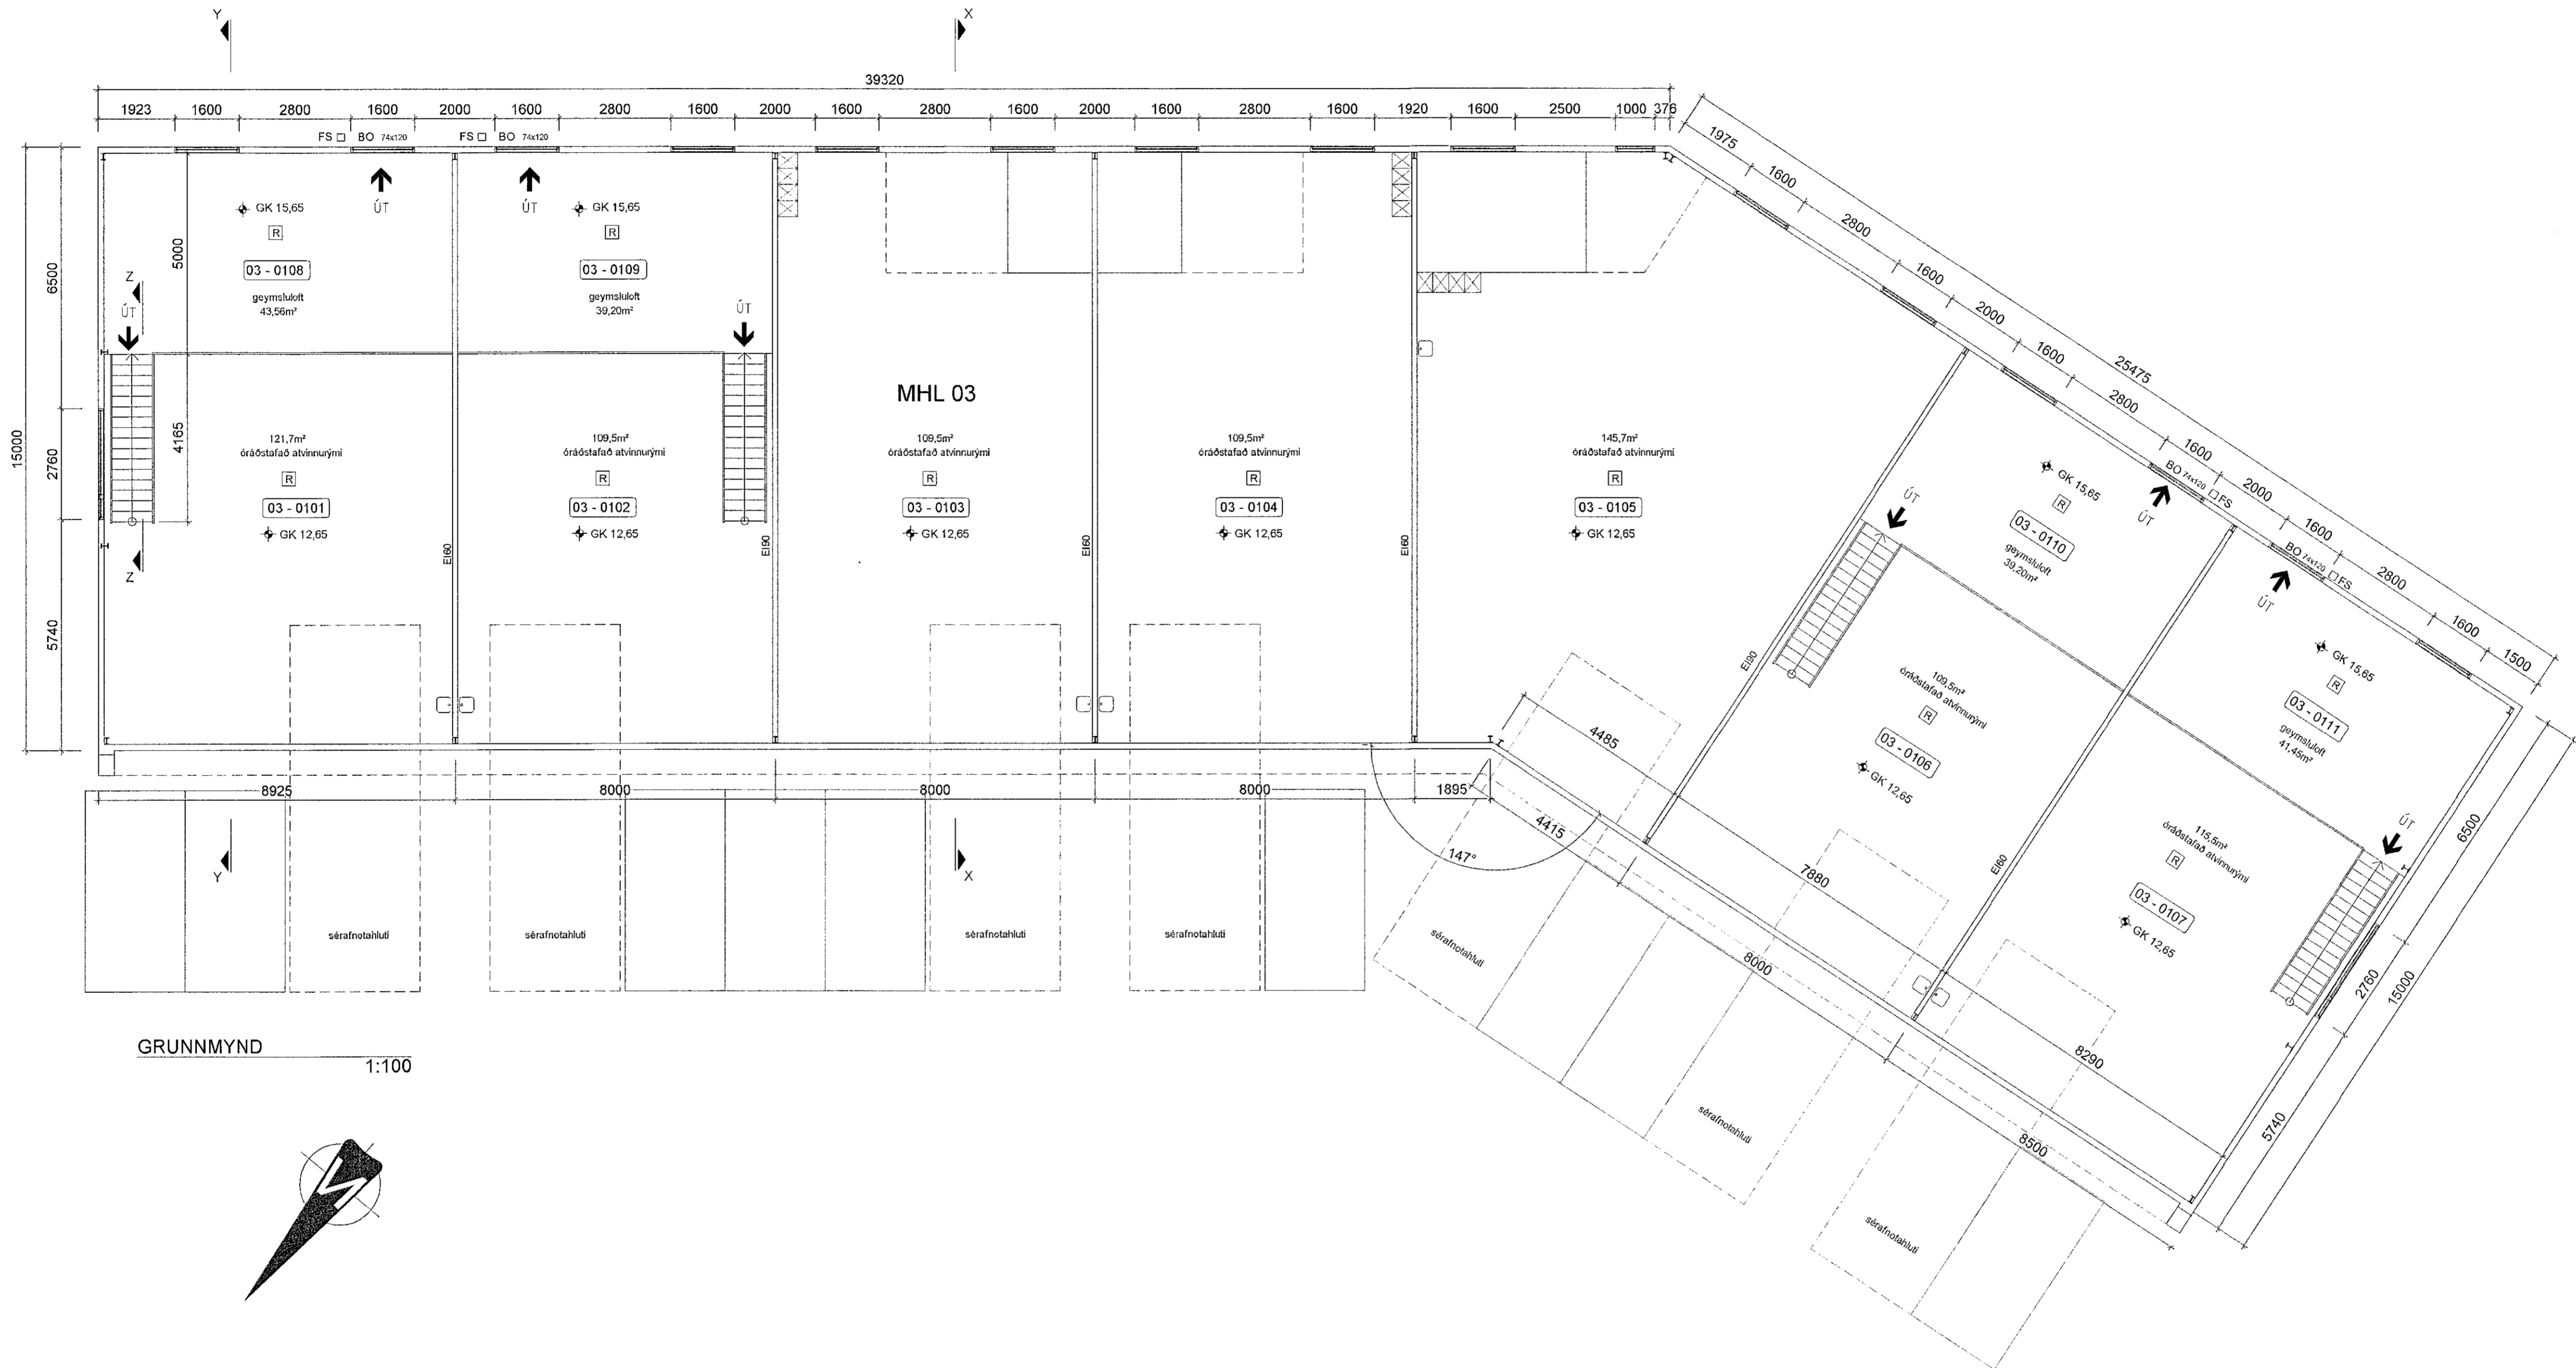 Y
X
39320
1923 1600 2800 1600 2000 1600 2800 1600 2000 1600 2800 1600 2000 1600 2800 1600 1920 1600 2500 1000 376
FS BO 74x120 FS BO 74x120
1975 1600 2800 1600 2000 1600 2800 1600 2000 1600 2800 1600 1500
25475
15000
6500
2760
5740
5000
4165
ÚT
GK 15,65
R
03 - 0108
geymsluloft
43,56m²
ÚT
GK 15,65
R
03 - 0109
geymsluloft
39,20m²
Z
ÚT
ÚT
Z
MHL 03
121,7m²
óráðstafað atvinnurými
R
03 - 0101
GK 12,65
EI60
109,5m²
óráðstafað atvinnurými
R
03 - 0102
GK 12,65
EI90
109,5m²
óráðstafað atvinnurými
R
03 - 0103
GK 12,65
EI60
109,5m²
óráðstafað atvinnurými
R
03 - 0104
GK 12,65
EI60
145,7m²
óráðstafað atvinnurými
R
03 - 0105
GK 12,65
EI90
ÚT
GK 15,65
R
03 - 0110
geymsluloft
39,20m²
BO 74x120 FS
ÚT
109,5m²
óráðstafað atvinnurými
R
03 - 0106
GK 12,65
EI60
BO 74x120 FS
ÚT
GK 15,65
R
03 - 0111
geymsluloft
41,45m²
ÚT
115,5m²
óráðstafað atvinnurými
R
03 - 0107
GK 12,65
6500
2760
5740
15000
4485
7880
8290
8925 8000 8000 8000 1895
4415
8000
8500
147°
Y
X
sérafnotahluti
sérafnotahluti
sérafnotahluti
sérafnotahluti
sérafnotahluti
sérafnotahluti
sérafnotahluti
GRUNNMYND
1:100
N